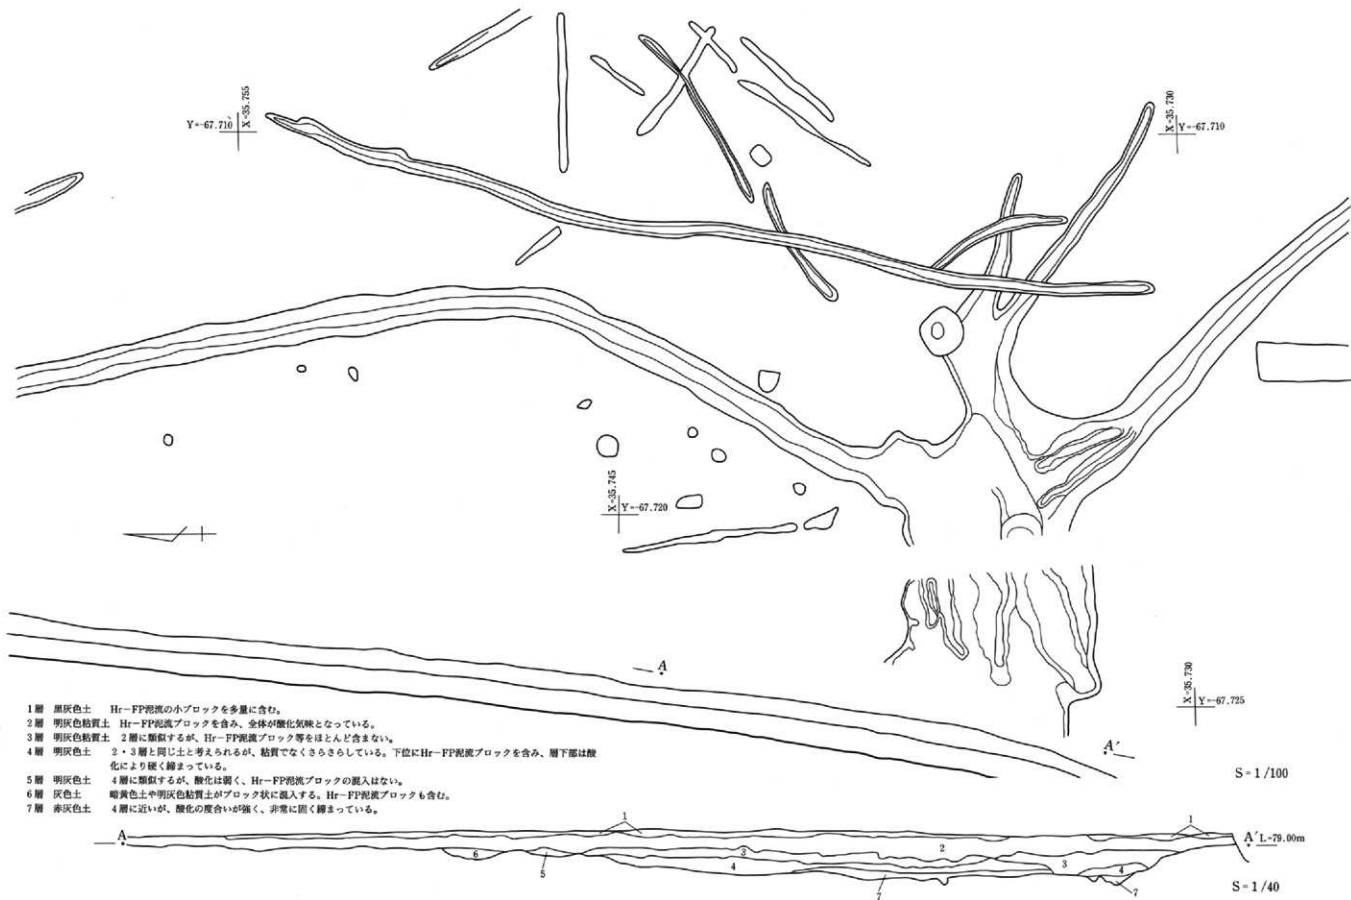 X=35.755
Y=-67.710
X=35.730
Y=-67.710
X=35.745
Y=-67.720
A
X=35.730
Y=-67.725
A′
1層 黒灰色土 Hr-FP泥流の小ブロックを多量に含む。
2層 明灰色粘質土 Hr-FP泥流ブロックを含み、全体が酸化気味となっている。
3層 明灰色粘質土 2層に類似するが、Hr-FP泥流ブロック等をほとんど含まない。
4層 明灰色土 2・3層と同じ土と考えられるが、粘質でなくさらさらしている。下位にHr-FP泥流ブロックを含み、層下部は酸
化により硬く締まっている。
5層 明灰色土 4層に類似するが、酸化は弱く、Hr-FP泥流ブロックの混入はない。
6層 灰色土 暗黄色土や明灰色粘質土がブロック状に混入する。Hr-FP泥流ブロックも含む。
7層 赤灰色土 4層に近いが、酸化の度合いが強く、非常に固く締まっている。
S=1/100
A
1
1
A′ L=79.00m
2
3
3
4
4
5
6
7
7
S=1/40